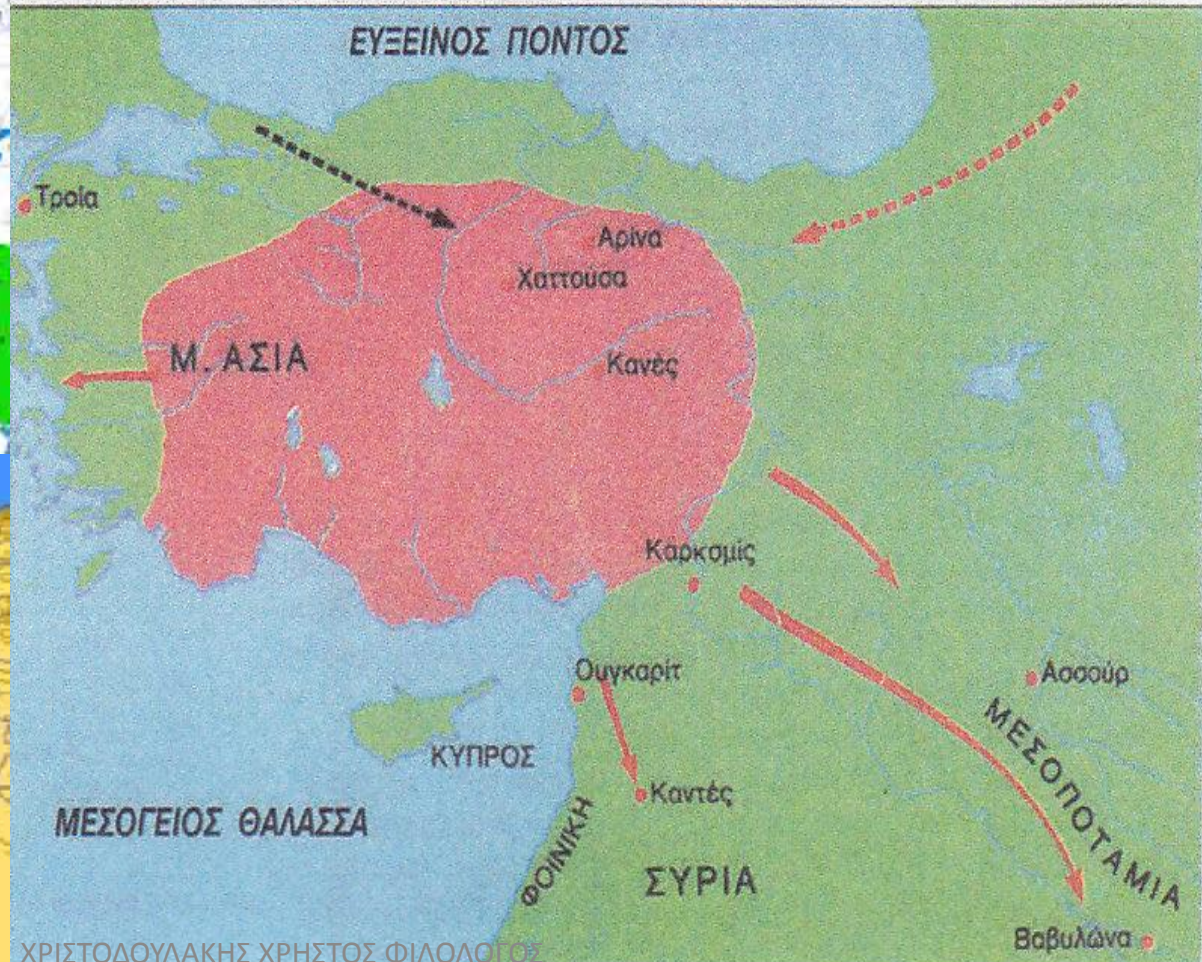 ΕΥΞΕΙΝΟΣ ΠΟΝΤΟΣ
Τροία
Αρίνα
Χαττούσα
Μ. ΑΣΙΑ
Κανές
Καρκσμίς
Ουγκαρίτ
Ασσούρ
ΚΥΠΡΟΣ
Καντές
ΜΕΣΟΠΟΤΑΜΙΑ
ΜΕΣΟΓΕΙΟΣ ΘΑΛΑΣΣΑ
ΦΟΙΝΙΚΗ
ΣΥΡΙΑ
Βαβυλώνα
ΧΡΙΣΤΟΔΟΥΛΑΚΗΣ ΧΡΗΣΤΟΣ ΦΙΛΟΛΟΓΟΣ